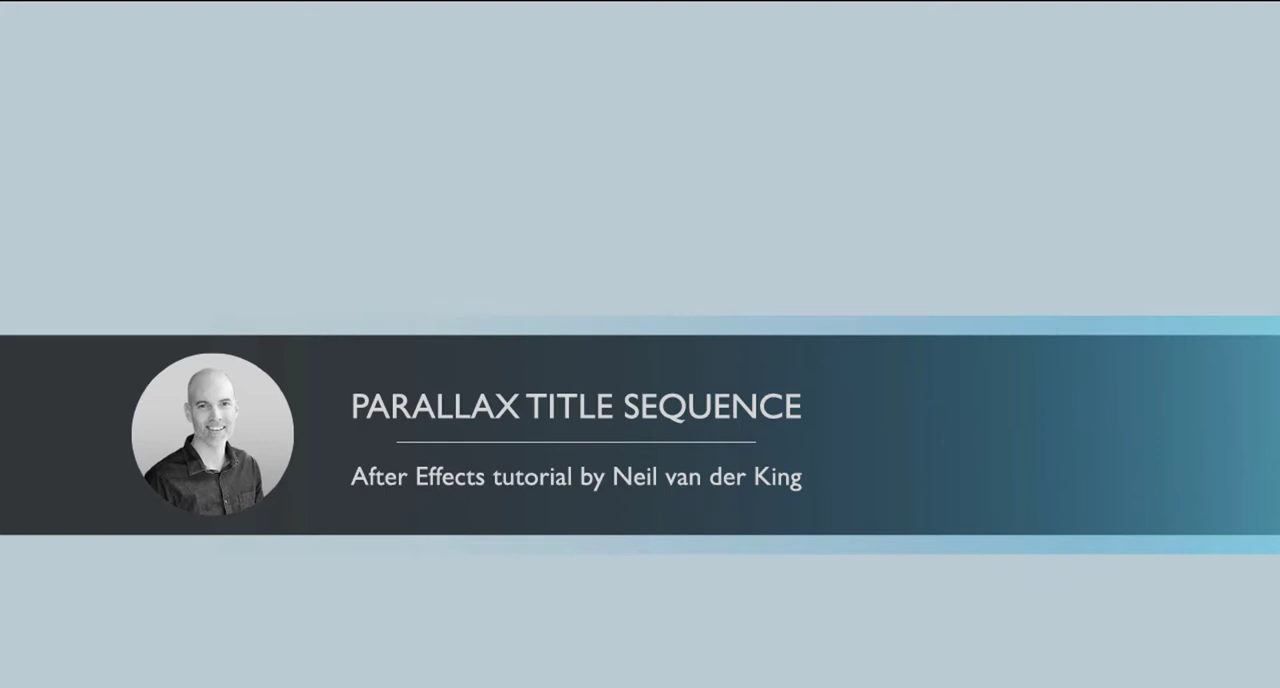 PARALLAX TITLE SEQUENCE
After Effects tutorial by Neil van der King